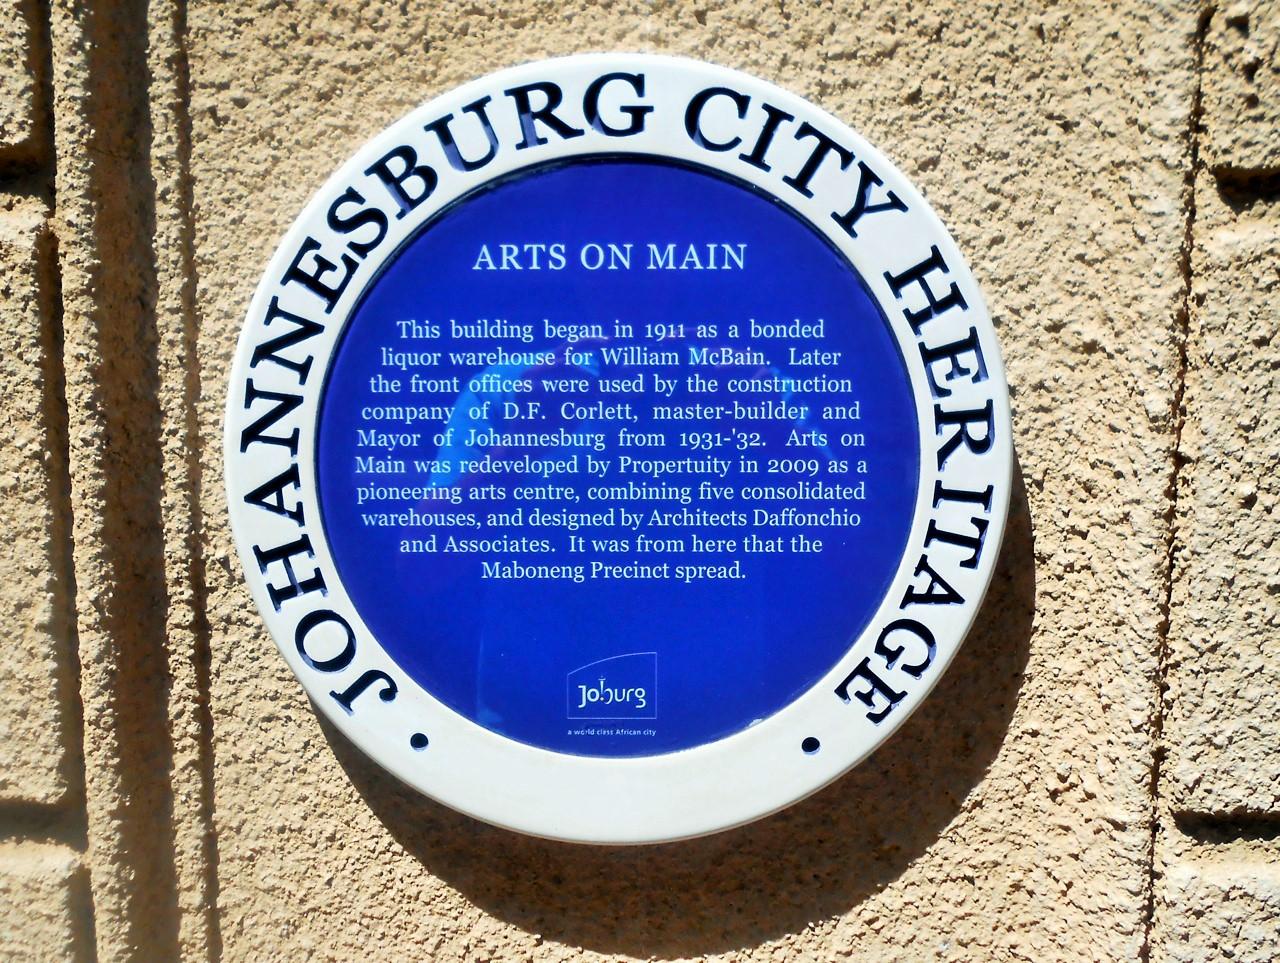 JOHANNESBURG CITY HERITAGE
ARTS ON MAIN
This building began in 1911 as a bonded
liquor warehouse for William McBain. Later
the front offices were used by the construction
company of D.F. Corlett, master-builder and
Mayor of Johannesburg from 1931-'32. Arts on
Main was redeveloped by Propertuity in 2009 as a
pioneering arts centre, combining five consolidated
warehouses, and designed by Architects Daffonchio
and Associates. It was from here that the
Maboneng Precinct spread.
Jo!burg
a world class African city